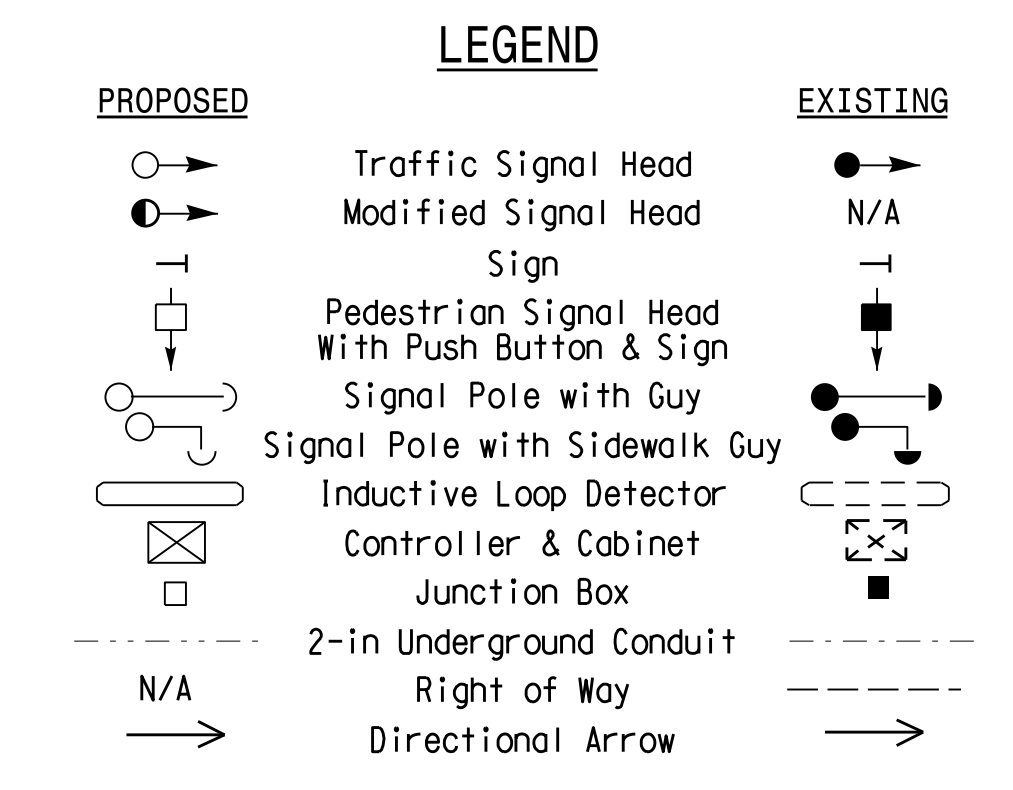 LEGEND
PROPOSED EXISTING
Traffic Signal Head
Modified Signal Head N/A
Sign
Pedestrian Signal Head
With Push Button & Sign
Signal Pole with Guy
Signal Pole with Sidewalk Guy
Inductive Loop Detector
Controller & Cabinet
Junction Box
2-in Underground Conduit
N/A Right of Way
Directional Arrow